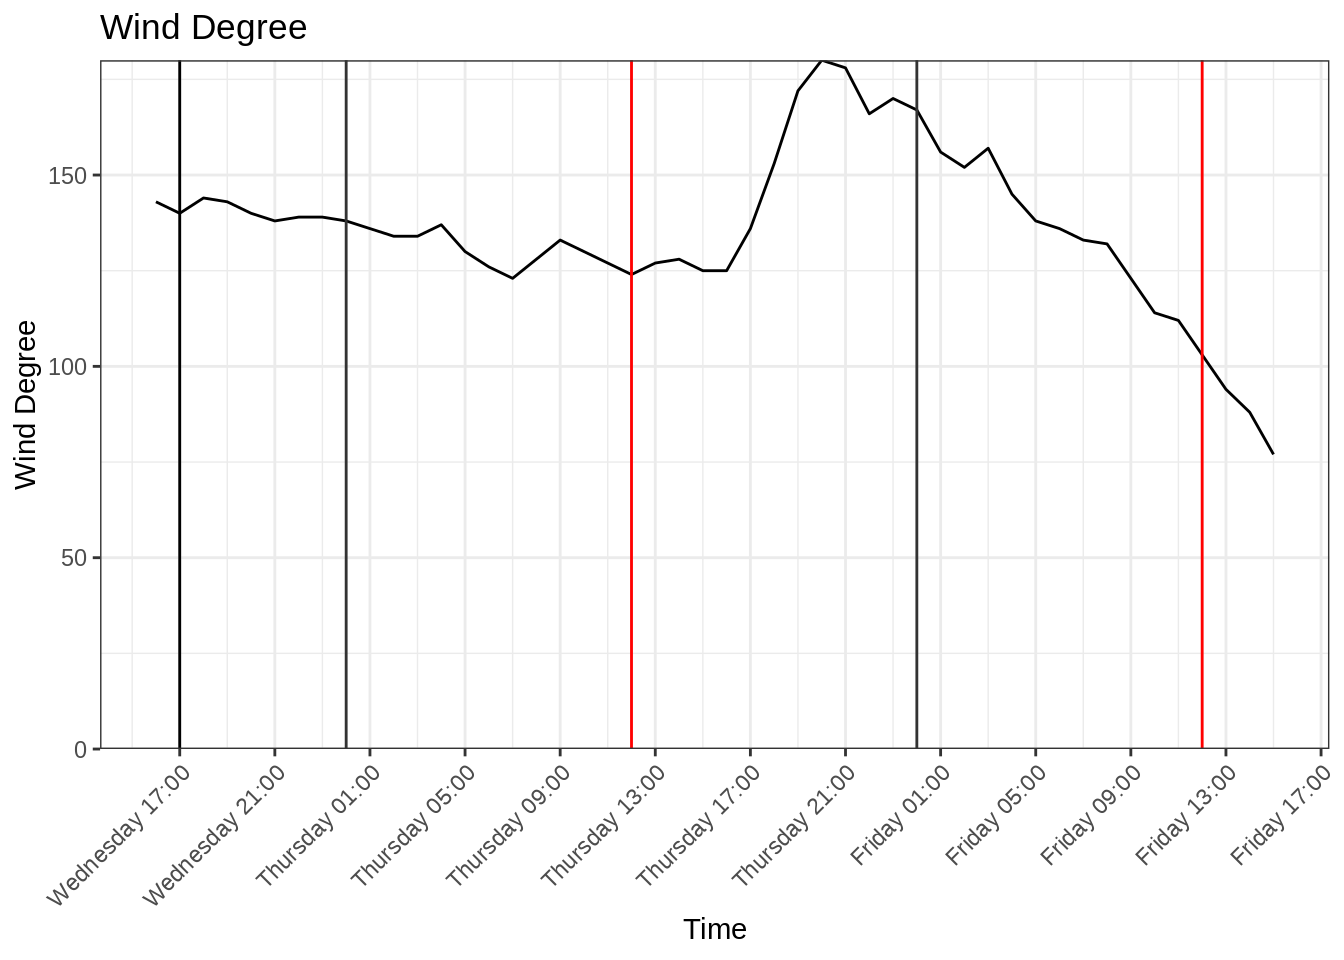 Wind Degree
Wind Degree
150
100
50
0
Wednesday 17:00
Wednesday 21:00
Thursday 01:00
Thursday 05:00
Thursday 09:00
Thursday 13:00
Thursday 17:00
Thursday 21:00
Friday 01:00
Friday 05:00
Friday 09:00
Friday 13:00
Friday 17:00
Time